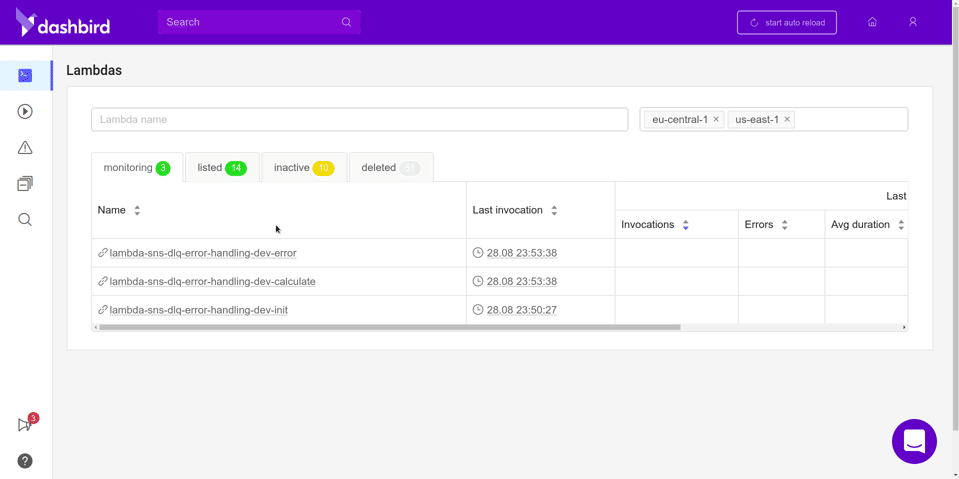 dashbird
Search
start auto reload
Lambdas
Lambda name
eu-central-1 ×
us-east-1 ×
monitoring 3
listed 14
inactive 10
deleted
Last
Name
Last invocation
Invocations
Errors
Avg duration
lambda-sns-dlq-error-handling-dev-error
28.08 23:53:38
lambda-sns-dlq-error-handling-dev-calculate
28.08 23:53:38
lambda-sns-dlq-error-handling-dev-init
28.08 23:50:27
3
?